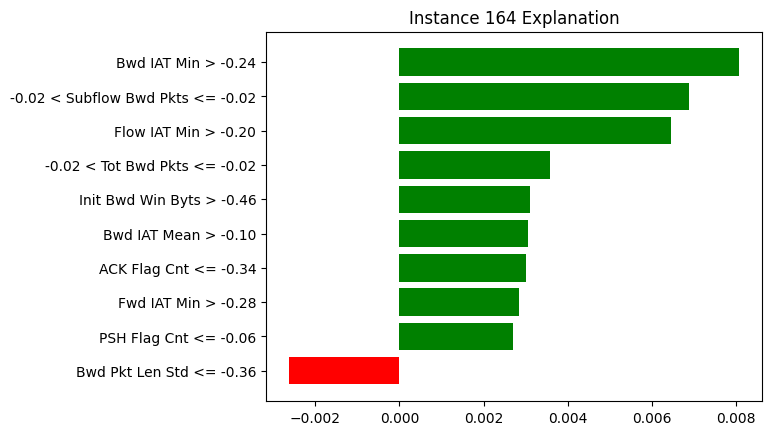 Instance 164 Explanation
Bwd IAT Min > -0.24
-0.02 < Subflow Bwd Pkts <= -0.02
Flow IAT Min > -0.20
-0.02 < Tot Bwd Pkts <= -0.02
Init Bwd Win Byts > -0.46
Bwd IAT Mean > -0.10
ACK Flag Cnt <= -0.34
Fwd IAT Min > -0.28
PSH Flag Cnt <= -0.06
Bwd Pkt Len Std <= -0.36
−0.002 0.000 0.002 0.004 0.006 0.008